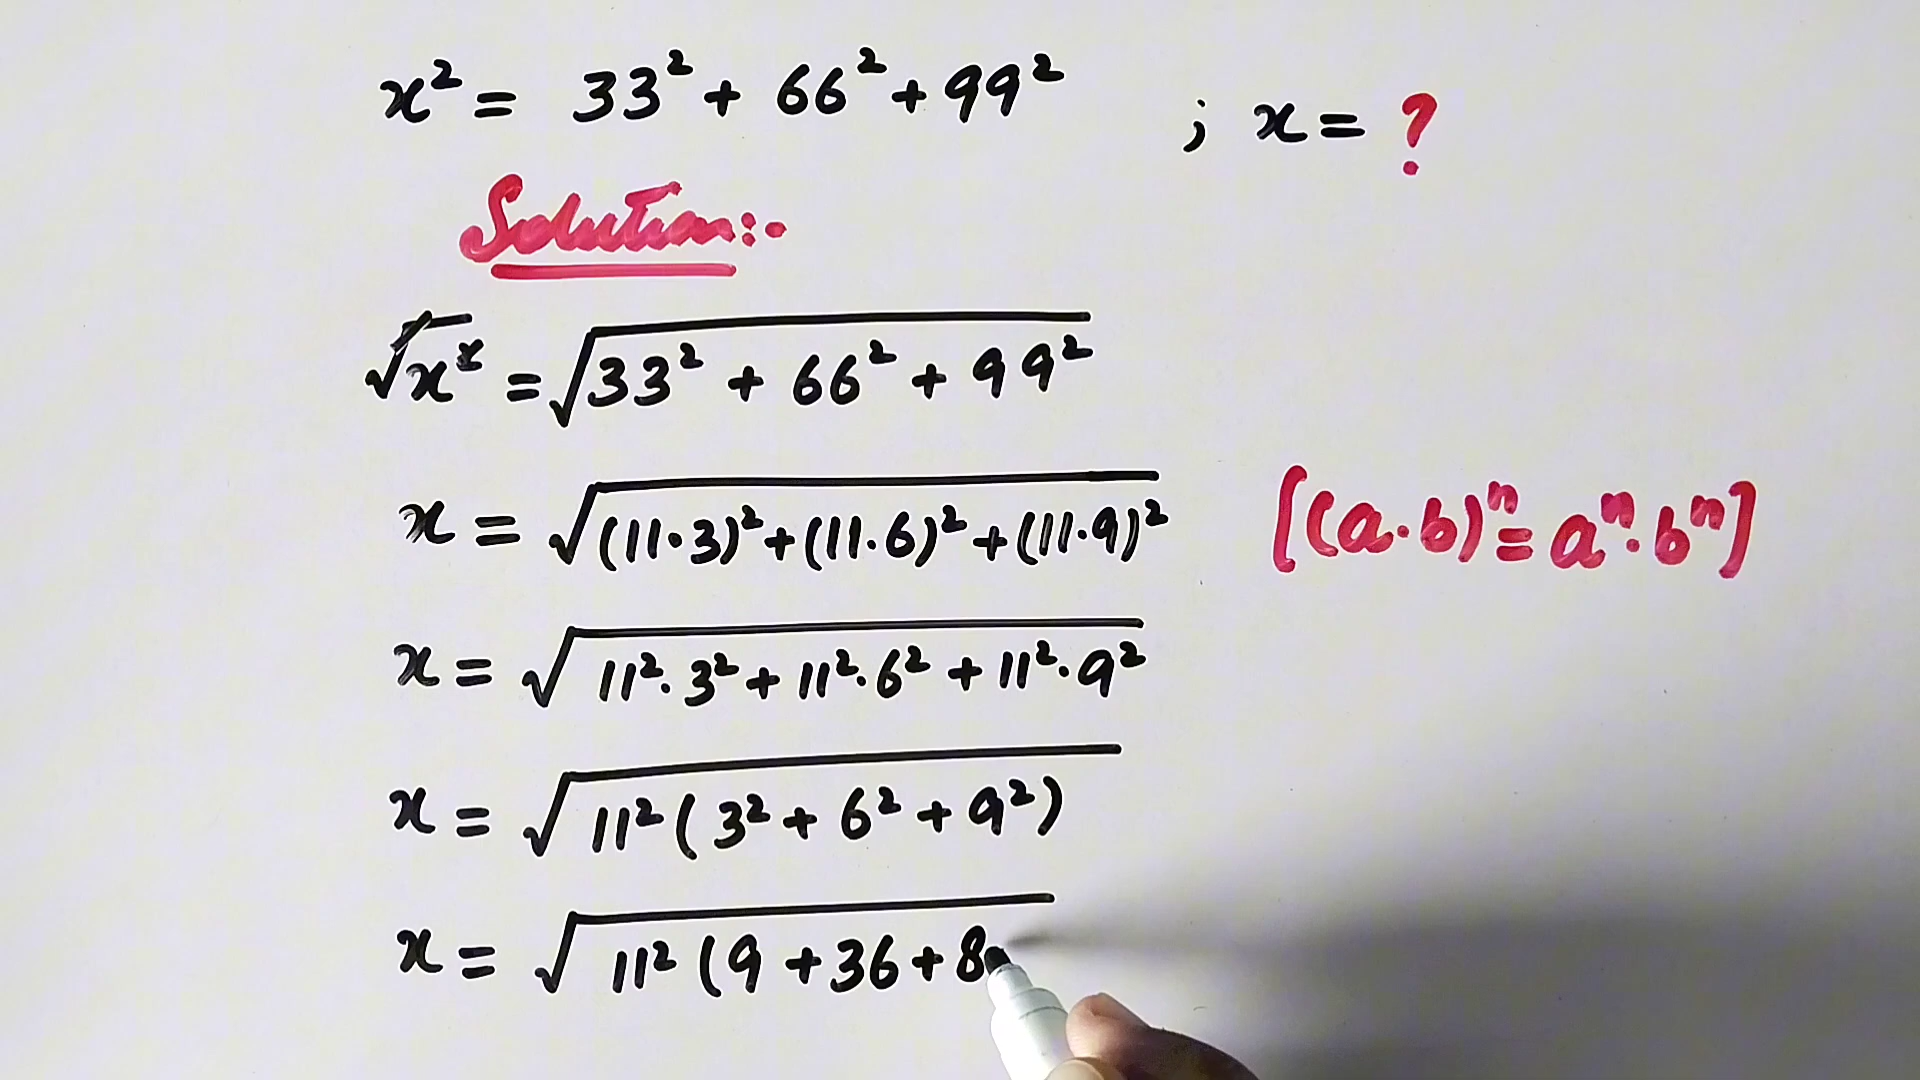 x² = 33² + 66² + 99² ; x = ?
Solution:-
√x² = √33² + 66² + 99²
x = √(11·3)² + (11·6)² + (11·9)² [(a·b)ⁿ = aⁿ·bⁿ]
x = √11²·3² + 11²·6² + 11²·9²
x = √11² (3² + 6² + 9²)
x = √11² (9 + 36 + 8